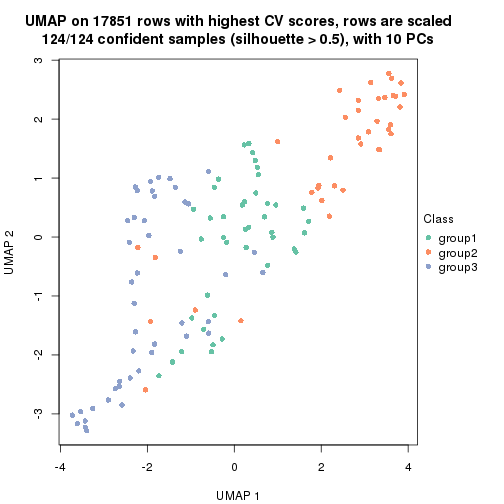 UMAP on 17851 rows with highest CV scores, rows are scaled
124/124 confident samples (silhouette > 0.5), with 10 PCs
3
2
1
0
-1
-2
-3
UMAP 2
-4
-2
0
2
4
UMAP 1
Class
group1
group2
group3